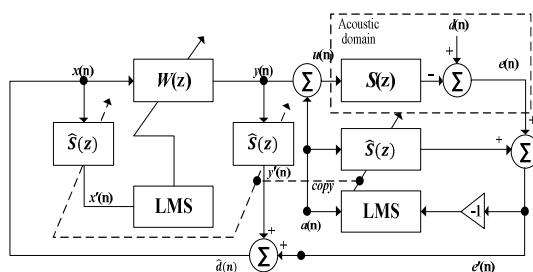 Acoustic
domain
d(n)
x(n)
W(z)
y(n)
u(n)
Σ
S(z)
-
+
Σ
e(n)
+
Ŝ(z)
Ŝ(z)
Ŝ(z)
+
Σ
y'(n)
copy
x'(n)
LMS
LMS
-1
a(n)
+
d̂(n)
Σ
+
e'(n)